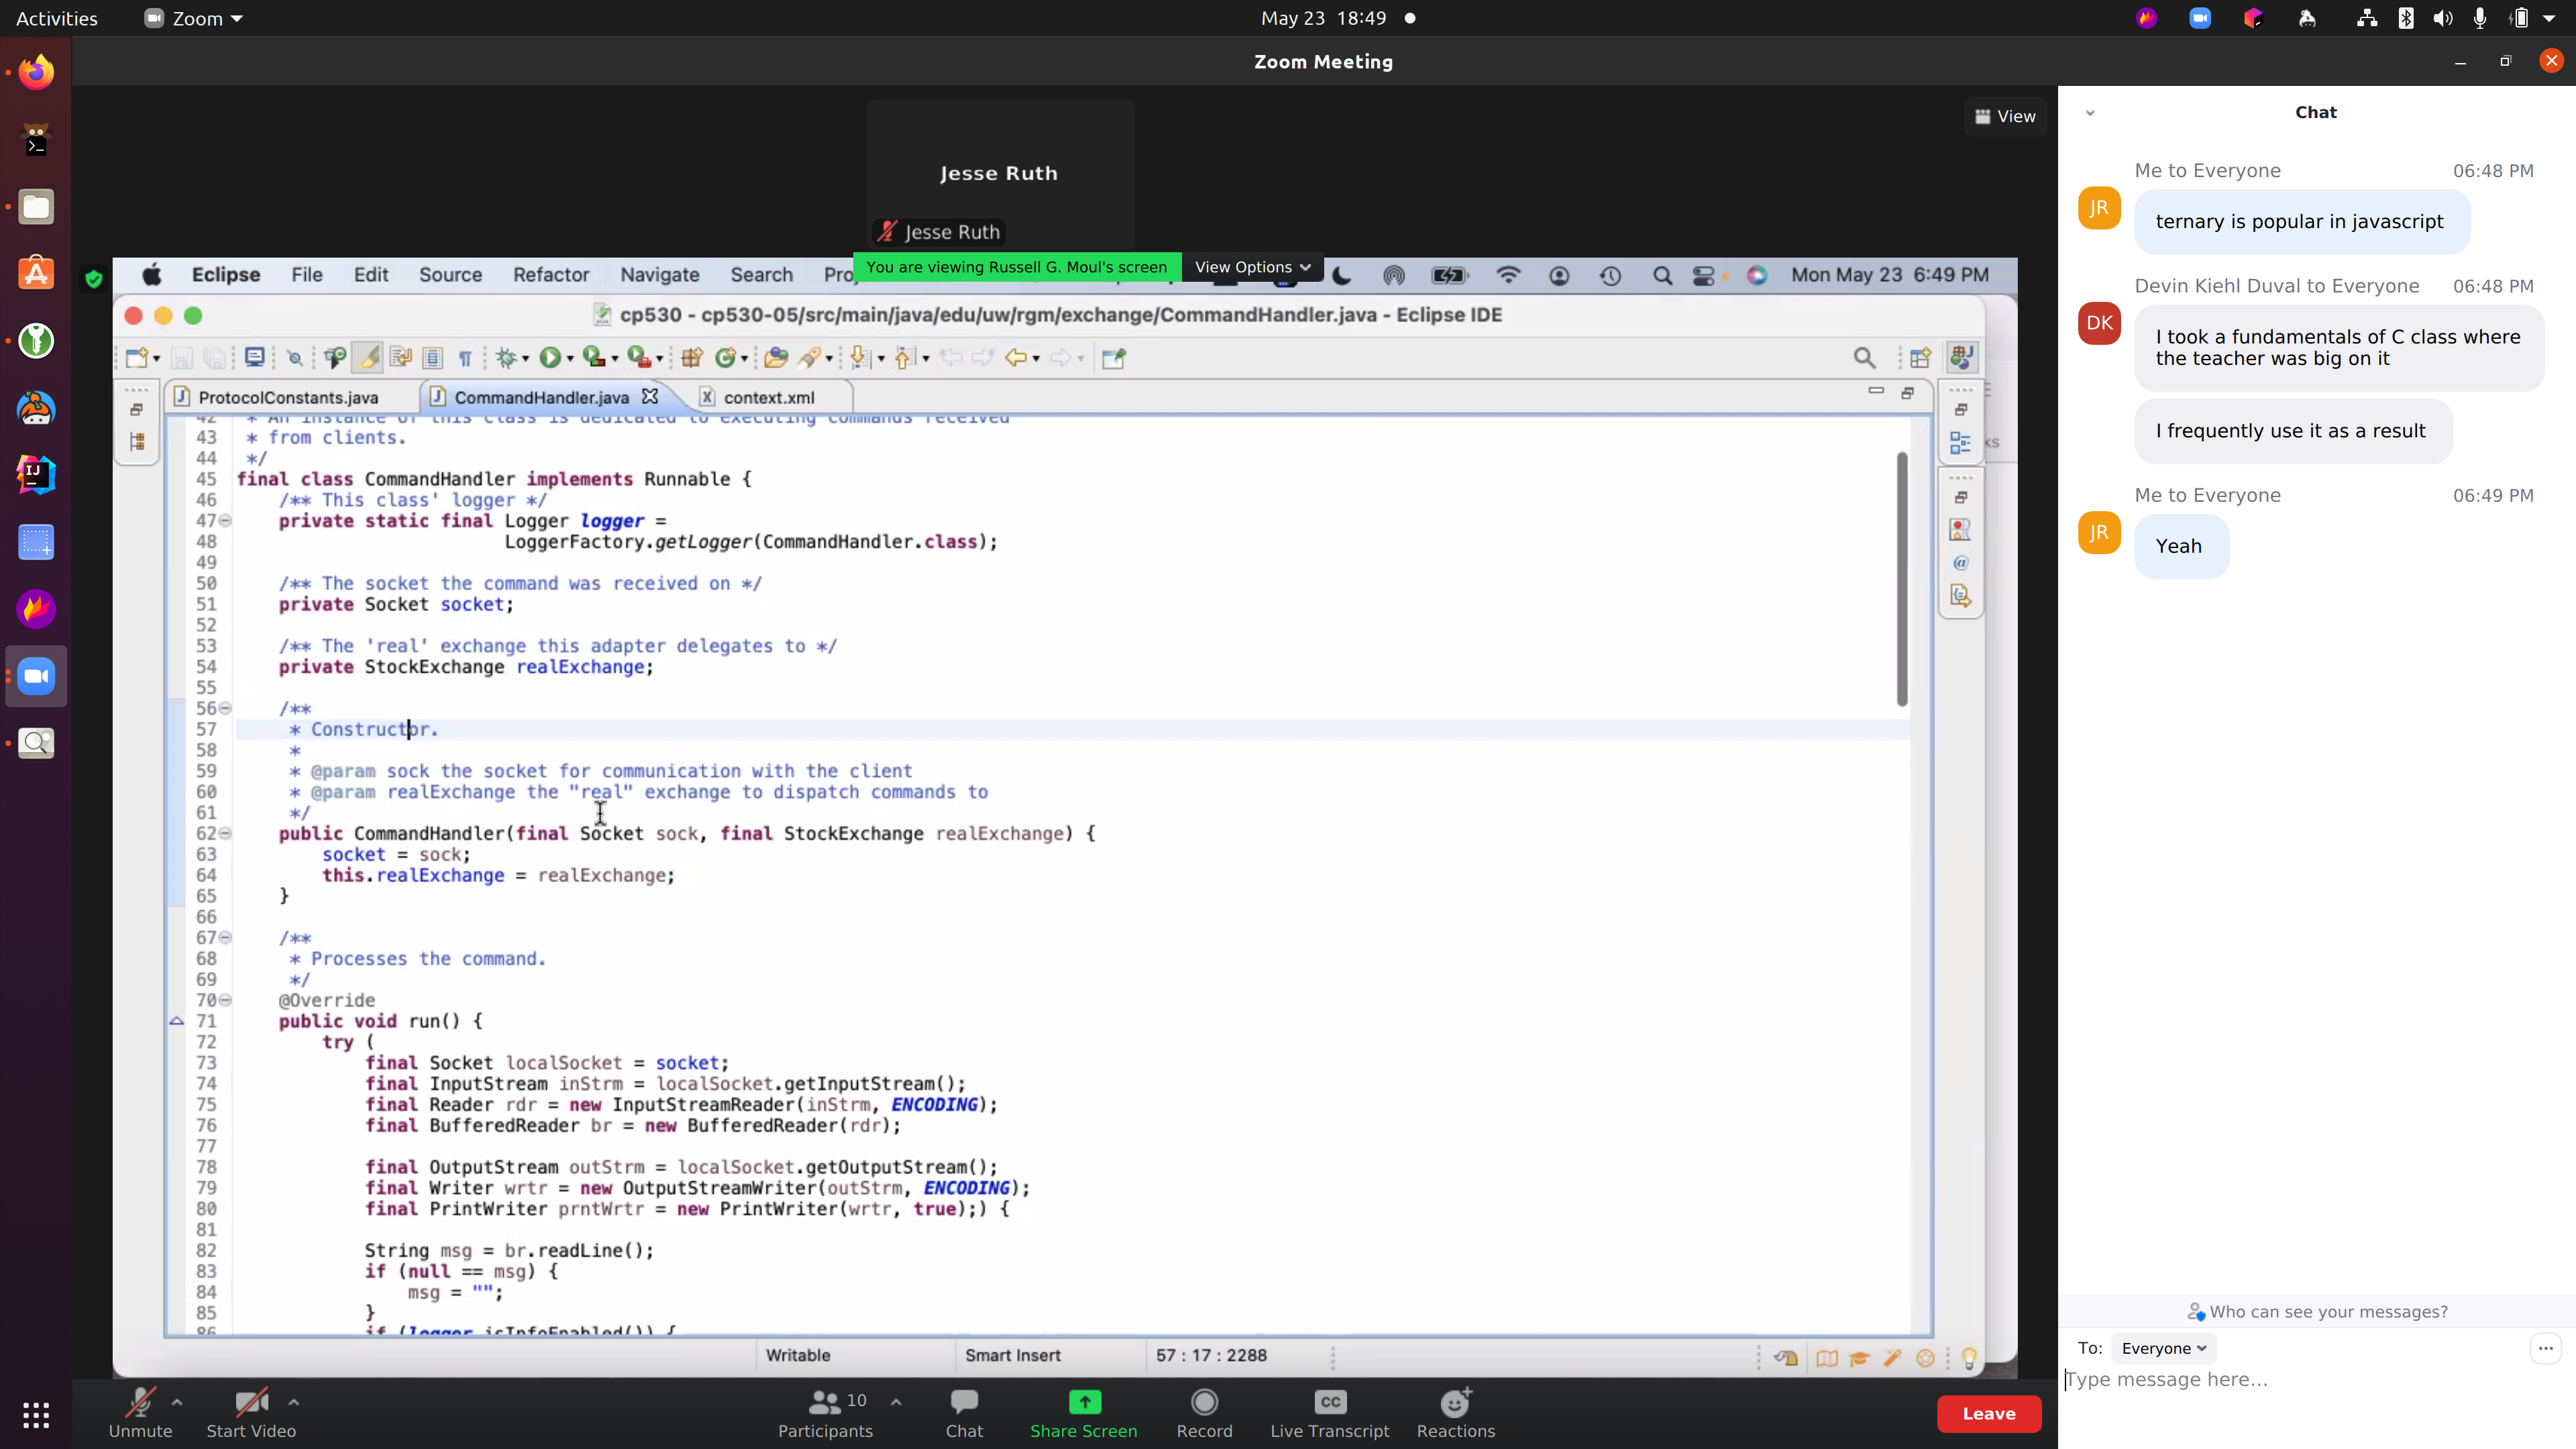 Activities
Zoom
May 23 18:49
Zoom Meeting
View
Jesse Ruth
Jesse Ruth
You are viewing Russell G. Moul's screen
View Options
Eclipse File Edit Source Refactor Navigate Search
Mon May 23 6:49 PM
cp530 - cp530-05/src/main/java/edu/uw/rgm/exchange/CommandHandler.java - Eclipse IDE
ProtocolConstants.java
CommandHandler.java
context.xml
42 * An instance of this class is dedicated to executing commands received
43 * from clients.
44 */
45 final class CommandHandler implements Runnable {
46 /** This class' logger */
47 private static final Logger logger =
48 LoggerFactory.getLogger(CommandHandler.class);
49
50 /** The socket the command was received on */
51 private Socket socket;
52
53 /** The 'real' exchange this adapter delegates to */
54 private StockExchange realExchange;
55
56 /**
57 * Constructor.
58 *
59 * @param sock the socket for communication with the client
60 * @param realExchange the "real" exchange to dispatch commands to
61 */
62 public CommandHandler(final Socket sock, final StockExchange realExchange) {
63 socket = sock;
64 this.realExchange = realExchange;
65 }
66
67 /**
68 * Processes the command.
69 */
70 @Override
71 public void run() {
72 try (
73 final Socket localSocket = socket;
74 final InputStream inStrm = localSocket.getInputStream();
75 final Reader rdr = new InputStreamReader(inStrm, ENCODING);
76 final BufferedReader br = new BufferedReader(rdr);
77
78 final OutputStream outStrm = localSocket.getOutputStream();
79 final Writer wrtr = new OutputStreamWriter(outStrm, ENCODING);
80 final PrintWriter prntWrtr = new PrintWriter(wrtr, true);) {
81
82 String msg = br.readLine();
83 if (null == msg) {
84 msg = "";
85 }
86 if (logger.isInfoEnabled()) {
Writable
Smart Insert
57 : 17 : 2288
Unmute
Start Video
10
Participants
Chat
Share Screen
Record
CC
Live Transcript
Reactions
Leave
Chat
Me to Everyone 06:48 PM
JR
ternary is popular in javascript
Devin Kiehl Duval to Everyone 06:48 PM
DK
I took a fundamentals of C class where
the teacher was big on it
I frequently use it as a result
Me to Everyone 06:49 PM
JR
Yeah
Who can see your messages?
To: Everyone
Type message here...